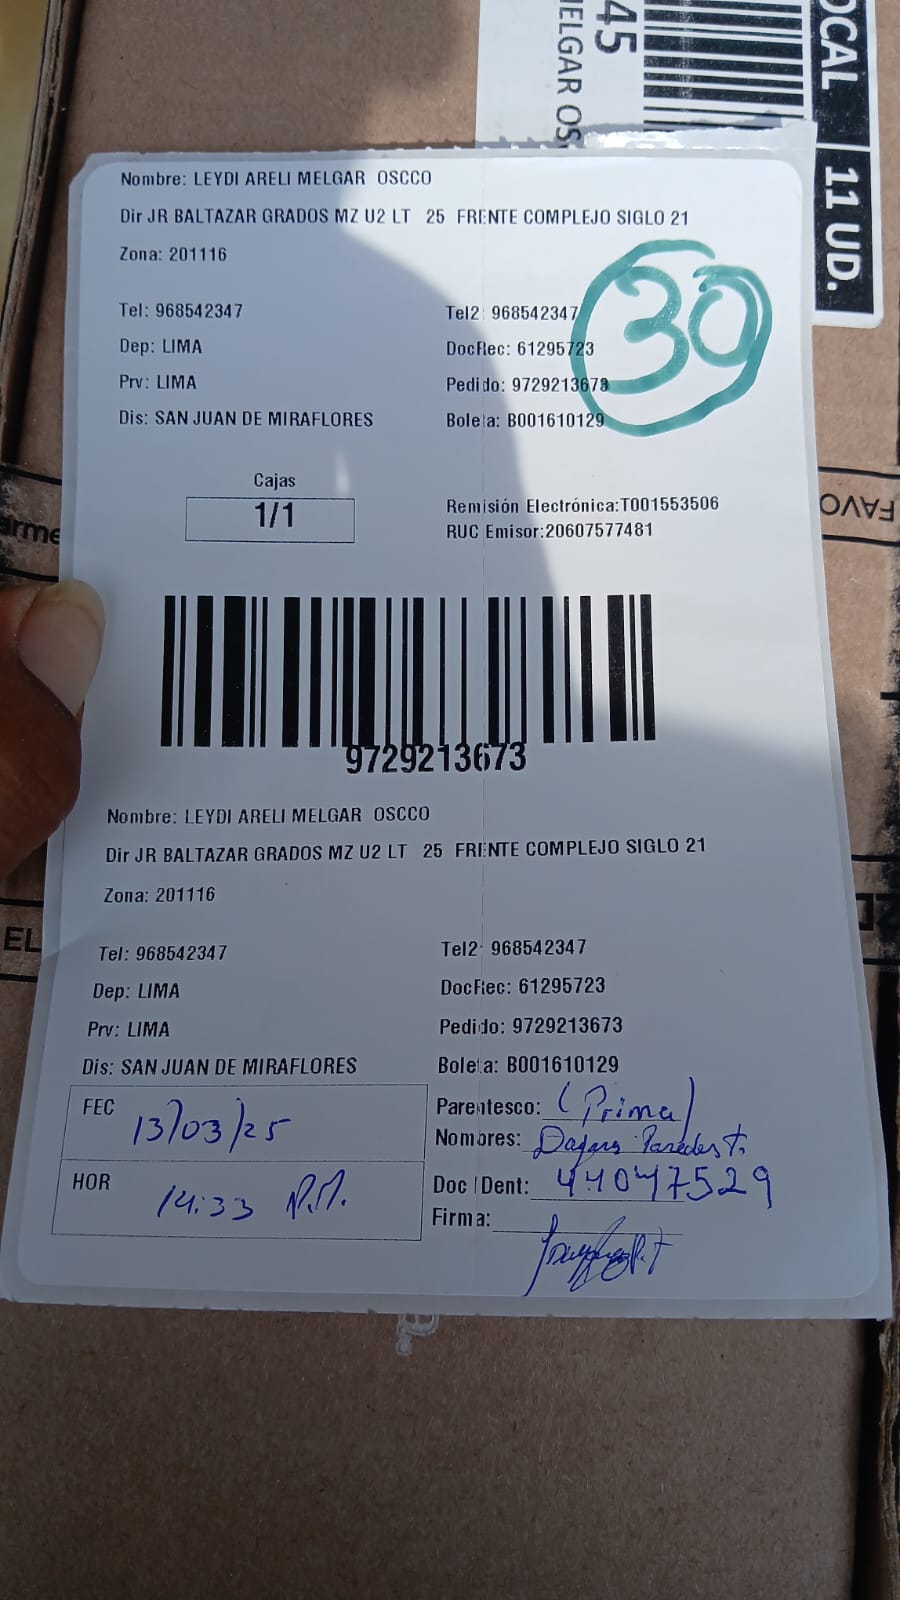 45
MELGAR OS
OCAL
11 UD.
Nombre: LEYDI ARELI MELGAR OSCCO
Dir JR BALTAZAR GRADOS MZ U2 LT 25 FRENTE COMPLEJO SIGLO 21
Zona: 201116
30
Tel: 968542347 Tel2: 968542347
Dep: LIMA DocRec: 61295723
Prv: LIMA Pedido: 9729213673
Dis: SAN JUAN DE MIRAFLORES Boleta: B001610129
Cajas
1/1
Remisión Electrónica:T001553506
RUC Emisor:20607577481
FAVO
arme
9729213673
Nombre: LEYDI ARELI MELGAR OSCCO
Dir JR BALTAZAR GRADOS MZ U2 LT 25 FRENTE COMPLEJO SIGLO 21
Zona: 201116
EL
Tel: 968542347 Tel2: 968542347
Dep: LIMA DocRec: 61295723
Prv: LIMA Pedido: 9729213673
Dis: SAN JUAN DE MIRAFLORES Boleta: B001610129
FEC 13/03/25
HOR 14:33 P.M.
Parentesco: (Prima)
Nombres: Paredes T.
Doc Ident: 44047529
Firma: